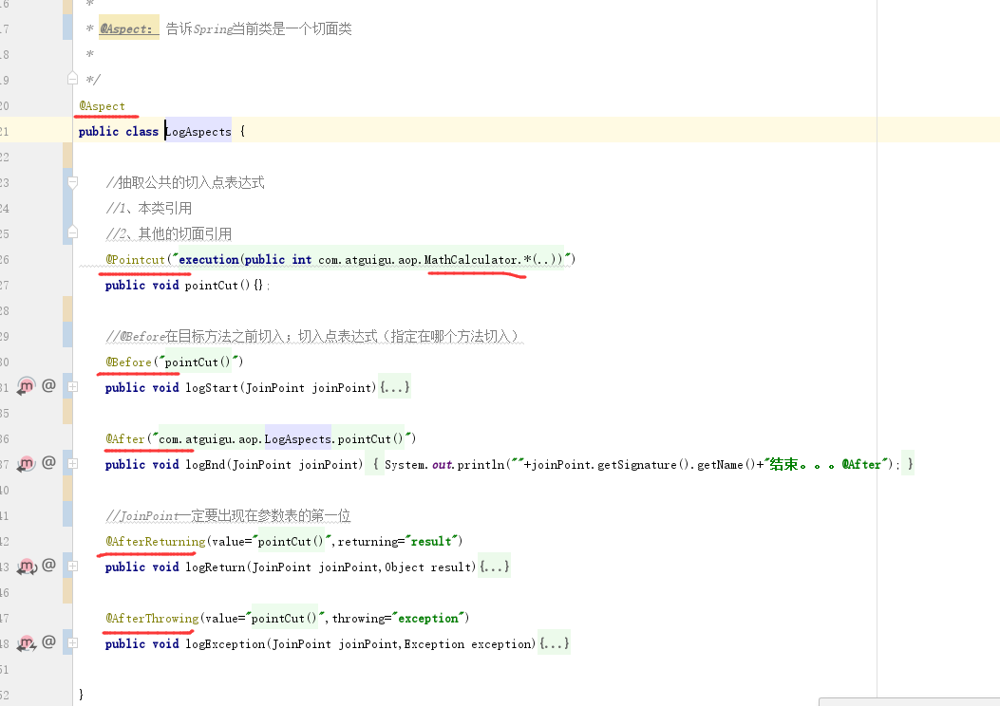 *
* @Aspect： 告诉Spring当前类是一个切面类
*
*/
@Aspect
public class LogAspects {
//抽取公共的切入点表达式
//1、本类引用
//2、其他的切面引用
@Pointcut("execution(public int com.atguigu.aop.MathCalculator.*(..))")
public void pointCut(){};
//@Before在目标方法之前切入；切入点表达式（指定在哪个方法切入）
@Before("pointCut()")
public void logStart(JoinPoint joinPoint){...}
@After("com.atguigu.aop.LogAspects.pointCut()")
public void logEnd(JoinPoint joinPoint) { System.out.println(""+joinPoint.getSignature().getName()+"结束。。。@After"); }
//JoinPoint一定要出现在参数表的第一位
@AfterReturning(value="pointCut()",returning="result")
public void logReturn(JoinPoint joinPoint,Object result){...}
@AfterThrowing(value="pointCut()",throwing="exception")
public void logException(JoinPoint joinPoint,Exception exception){...}
}